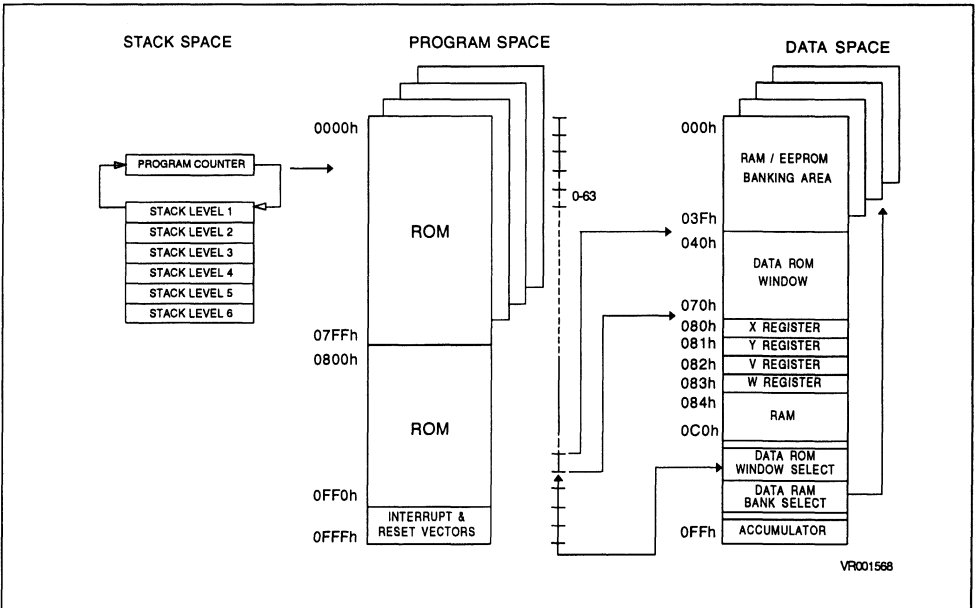 STACK SPACE
PROGRAM COUNTER
STACK LEVEL 1
STACK LEVEL 2
STACK LEVEL 3
STACK LEVEL 4
STACK LEVEL 5
STACK LEVEL 6
PROGRAM SPACE
0000h
ROM
07FFh
0800h
ROM
0FF0h
INTERRUPT &
RESET VECTORS
0FFFh
0-63
DATA SPACE
000h
RAM / EEPROM
BANKING AREA
03Fh
040h
DATA ROM
WINDOW
070h
080h
X REGISTER
081h
Y REGISTER
082h
V REGISTER
083h
W REGISTER
084h
RAM
0C0h
DATA ROM
WINDOW SELECT
DATA RAM
BANK SELECT
0FFh
ACCUMULATOR
VR001568